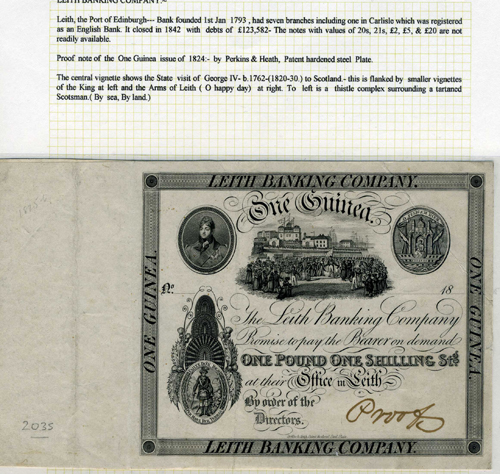 LEITH BANKING COMPANY:~
Leith, the Port of Edinburgh--- Bank founded 1st Jan 1793 , had seven branches including one in Carlisle which was registered
as an English Bank. It closed in 1842 with debts of £123,582- The notes with values of 20s, 21s, £2, £5, & £20 are not
readily available.
Proof note of the One Guinea issue of 1824:- by Perkins & Heath, Patent hardened steel Plate.
The central vignette shows the State visit of George IV- b.1762-(1820-30.) to Scotland.- this is flanked by smaller vignettes
of the King at left and the Arms of Leith ( O happy day) at right. To left is a thistle complex surrounding a tartaned
Scotsman.( By sea, By land.)
LEITH BANKING COMPANY.
One Guinea.
ONE GUINEA.
ONE GUINEA.
No.
18
The Leith Banking Company
Promise to pay the Bearer on demand
ONE POUND ONE SHILLING Stg
at their Office in Leith
By order of the
Directors.
Proof
2035
LEITH BANKING COMPANY.